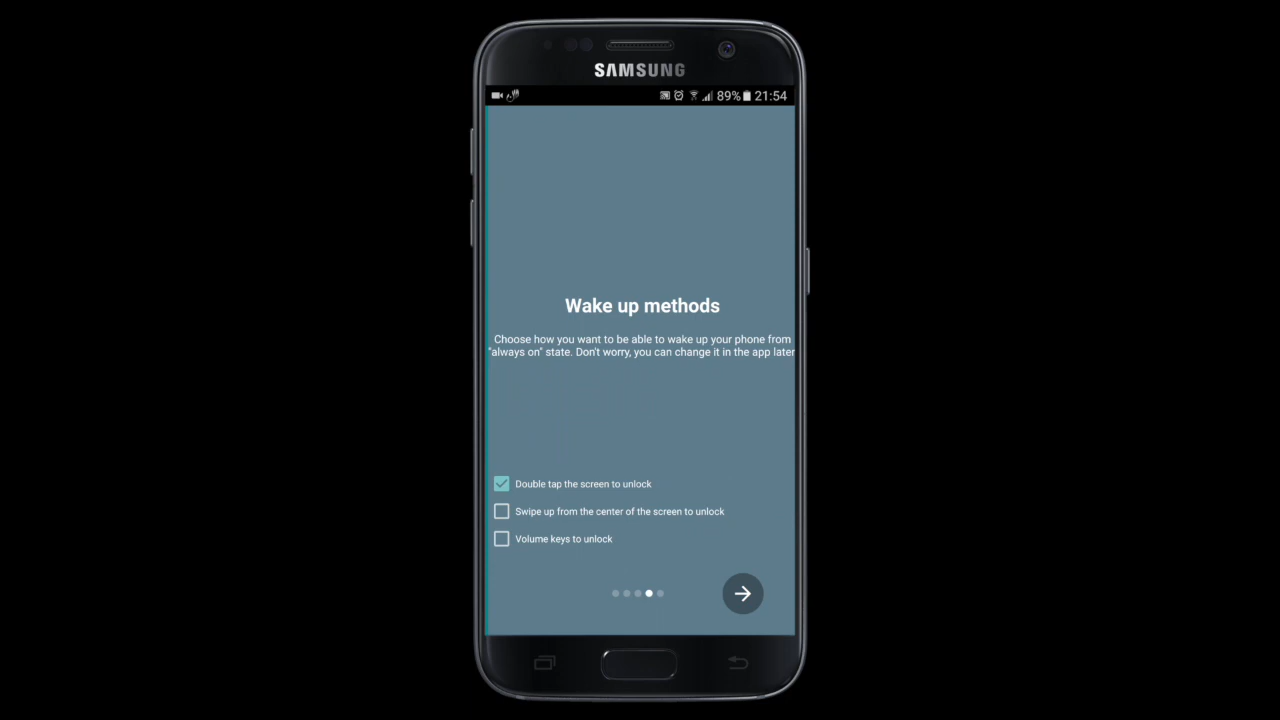 SAMSUNG
89% 21:54
Wake up methods
Choose how you want to be able to wake up your phone from
"always on" state. Don't worry, you can change it in the app later
Double tap the screen to unlock
Swipe up from the center of the screen to unlock
Volume keys to unlock